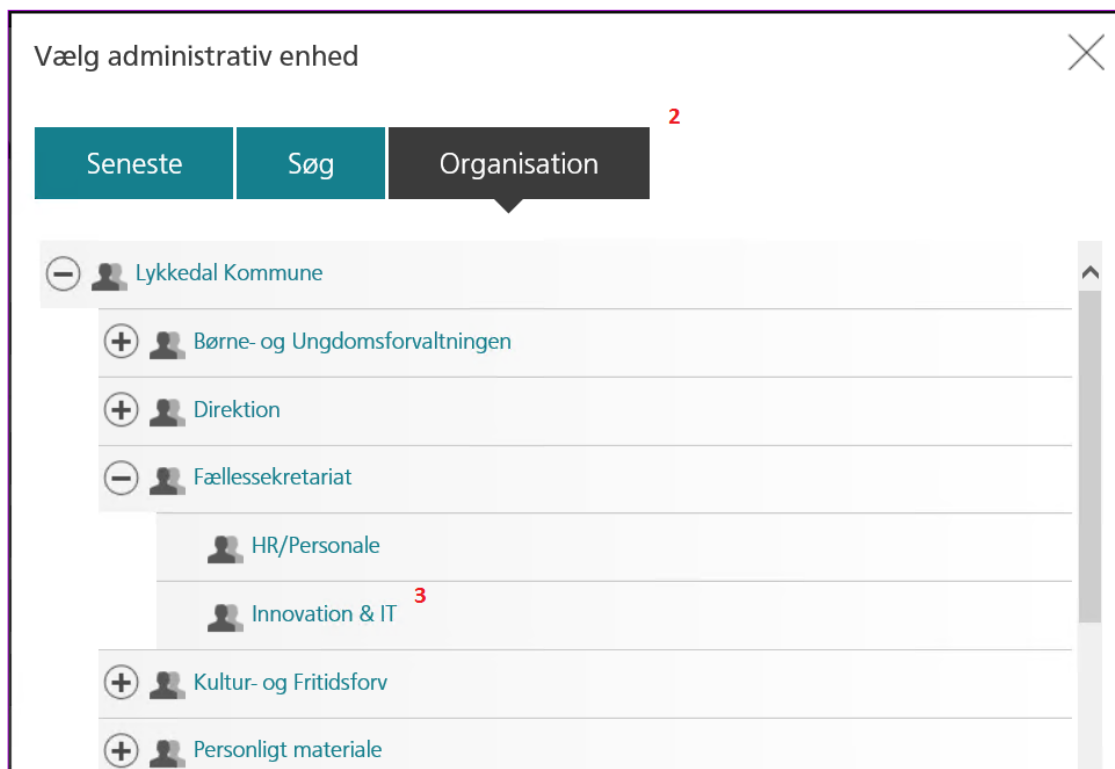 Vælg administrativ enhed
2
Seneste Søg Organisation
Lykkedal Kommune
Børne- og Ungdomsforvaltningen
Direktion
Fællessekretariat
HR/Personale
Innovation & IT 3
Kultur- og Fritidsforv
Personligt materiale